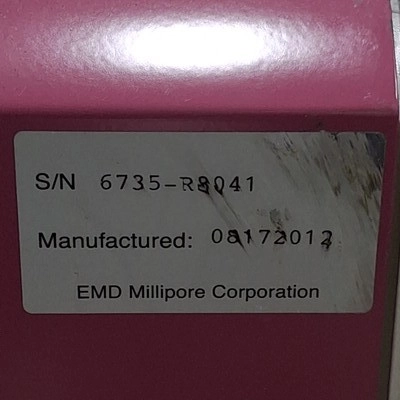 S/N 6735-R8041
Manufactured: 08172012
EMD Millipore Corporation